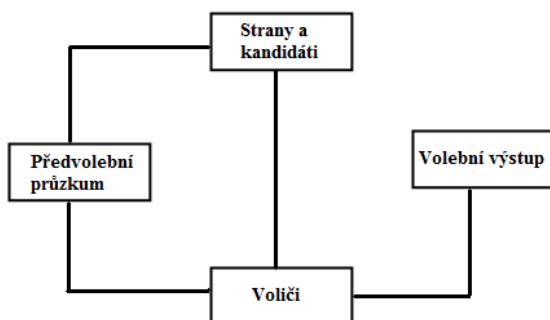 Strany a
kandidáti
Předvolební
průzkum
Volební výstup
Voliči